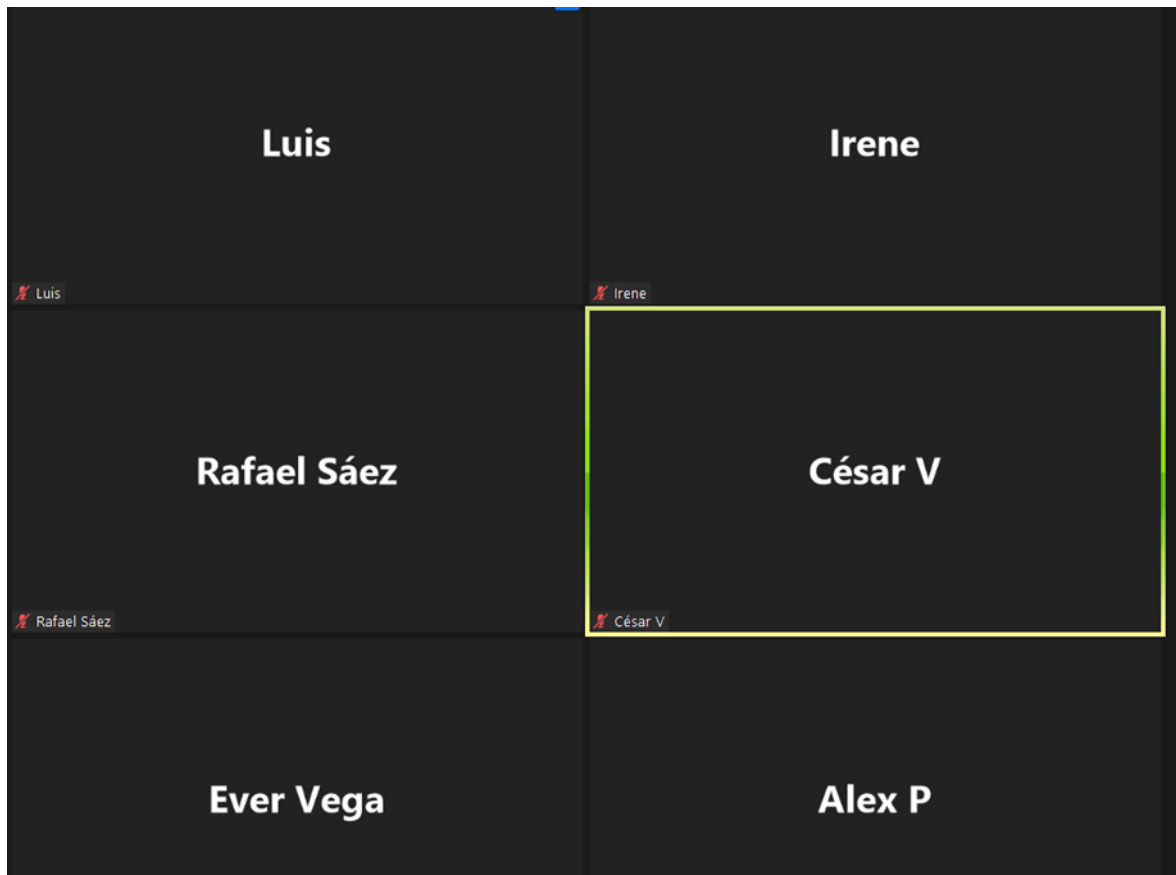 Luis
Irene
Luis
Irene
Rafael Sáez
César V
Rafael Sáez
César V
Ever Vega
Alex P